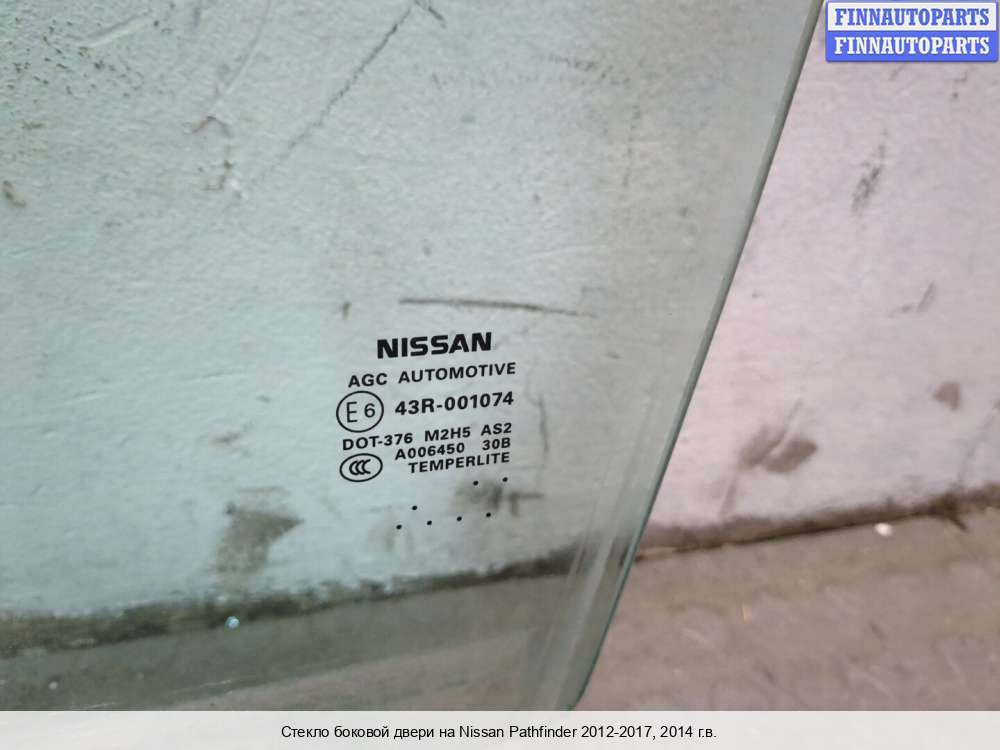 FINNAUTOPARTS
FINNAUTOPARTS
NISSAN
AGC AUTOMOTIVE
E6 43R-001074
DOT-376 M2H5 AS2
A006450 30B
CCC TEMPERLITE
Стекло боковой двери на Nissan Pathfinder 2012-2017, 2014 г.в.